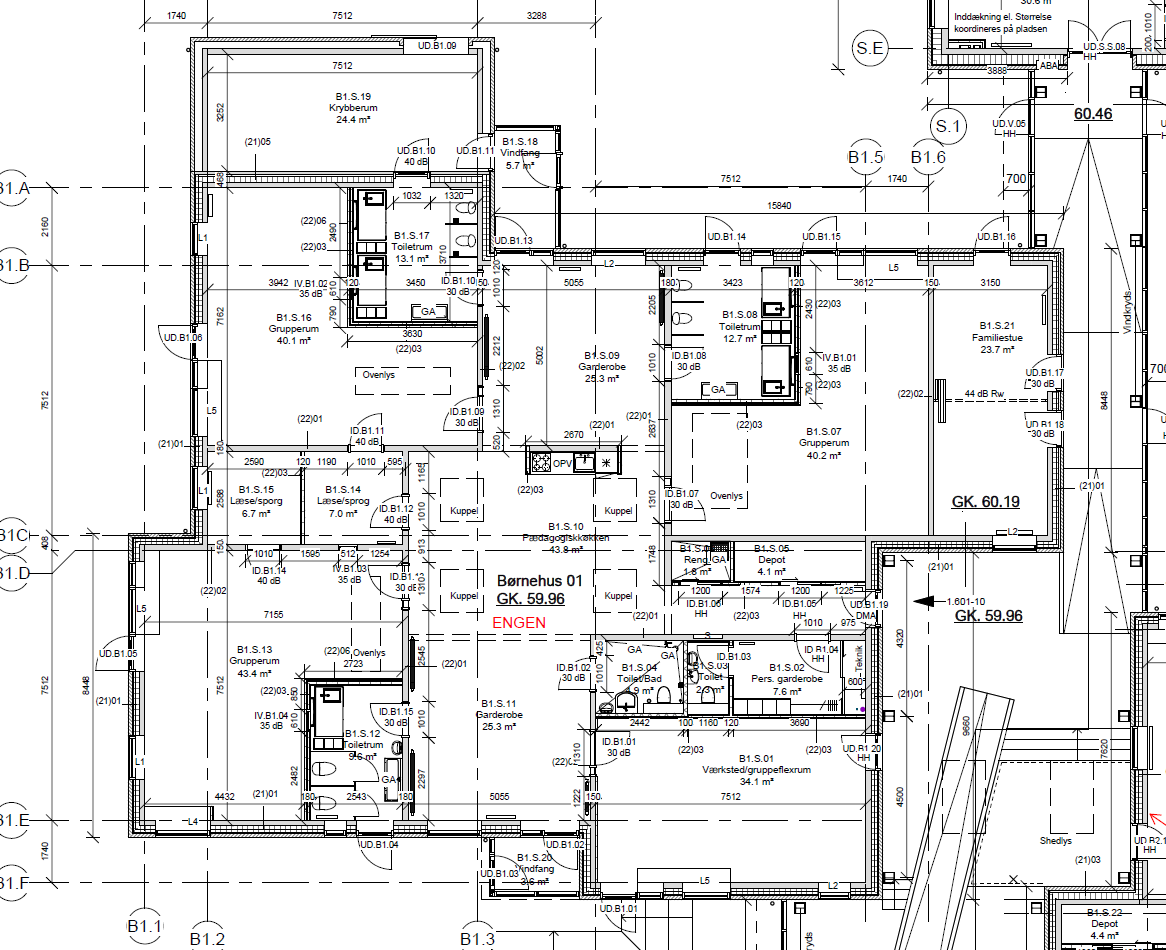 1740
7512
3288
30.6 m²
Inddækning el. Størrelse
koordineres på pladsen
200
1010
UD.B1.09
S.E
UD.S.S.08
HH
ABA
3888
7512
B1.S.19
Krybberum
24.4 m²
3252
60.46
S.1
UD.V.05
HH
(21)05
UD.B1.10
40 dB
UD.B1.11
B1.S.18
Vindfang
5.7 m²
B1.5
B1.6
468
B1.A
7512
1740
700
1032
1320
15840
2160
(22)06
2490
B1.S.17
Toiletrum
13.1 m²
3710
(22)03
L1
UD.B1.13
UD.B1.14
UD.B1.15
UD.B1.16
B1.B
L2
L5
3942
IV.B1.02
35 dB
120
610
3450
ID.B1.10
30 dB
150
120
1010
5055
180
3423
120
3612
150
3150
790
GA
7162
B1.S.16
Grupperum
40.1 m²
2205
B1.S.08
Toiletrum
12.7 m²
2430
(22)03
B1.S.21
Familiestue
23.7 m²
Vindkryds
UD.B1.06
3630
(22)03
2212
5002
(22)02
B1.S.09
Garderobe
25.3 m²
1010
ID.B1.08
30 dB
610
IV.B1.01
35 dB
790
(22)03
UD.B1.17
30 dB
700
Ovenlys
GA
(22)02
44 dB Rw
7512
L5
1310
ID.B1.09
30 dB
8448
(22)01
ID.B1.11
40 dB
2670
(22)01
(22)01
2637
(22)03
B1.S.07
Grupperum
40.2 m²
UD.B1.18
30 dB
(21)01
180
520
2590
120
1190
1010
595
(22)03
1165
OPV
(22)03
L1
2588
B1.S.15
Læse/sprog
6.7 m²
B1.S.14
Læse/sprog
7.0 m²
ID.B1.12
40 dB
1010
Kuppel
Kuppel
1310
ID.B1.07
30 dB
Ovenlys
(21)01
GK. 60.19
B1.S.10
Pædagogiskkøkken
43.8 m²
L2
B1C
408
150
913
1748
B1.D
1010
1595
512
1254
ID.B1.14
40 dB
IV.B1.03
35 dB
30 dB
1310
Reng.
GA
1.8 m²
B1.S.05
Depot
4.1 m²
(21)01
(22)02
Kuppel
Børnehus 01
GK. 59.96
Kuppel
1200
1574
1200
1225
ID.B1.06
HH
(22)03
ID.B1.05
HH
UD.B1.19
DMA
1.601-10
GK. 59.96
L5
7155
ENGEN
(22)01
1010
975
4320
UD.B1.05
B1.S.13
Grupperum
43.4 m²
(22)06
2723
Ovenlys
2545
(22)01
425
GA
GA
S
ID.B1.03
ID.B1.04
HH
Teknik
ID.B1.02
30 dB
1010
B1.S.04
Toilet/Bad
B1.S.03
Toilet
2.3 m²
B1.S.02
Pers. garderobe
7.6 m²
600
7512
8448
7512
(21)01
(22)03
850
610
IV.B1.04
35 dB
ID.B1.15
30 dB
1010
B1.S.11
Garderobe
25.3 m²
(21)01
9660
2442
100
1160
120
3690
B1.S.12
Toiletrum
9.6 m²
1310
ID.B1.01
30 dB
(22)03
(22)03
UD.B1.20
HH
7620
L1
2482
GA
2297
B1.S.01
Værksted/gruppeflexrum
34.1 m²
4500
4432
(21)01
180
2543
180
5055
1222
150
7512
B1.E
L4
1740
UD.B1.04
UD.B1.02
B1.S.20
Vindfang
3.6 m²
UD.B1.03
Shedlys
(21)03
HH
B1.F
L5
L2
UD.B1.01
B1.1
B1.2
B1.3
B1.S.22
Depot
4.4 m²